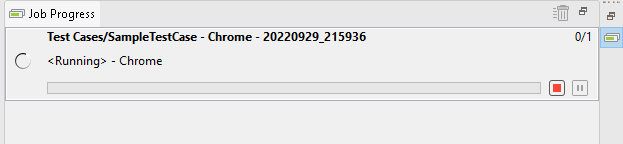 Job Progress
Test Cases/SampleTestCase - Chrome - 20220929_215936 0/1
<Running> - Chrome